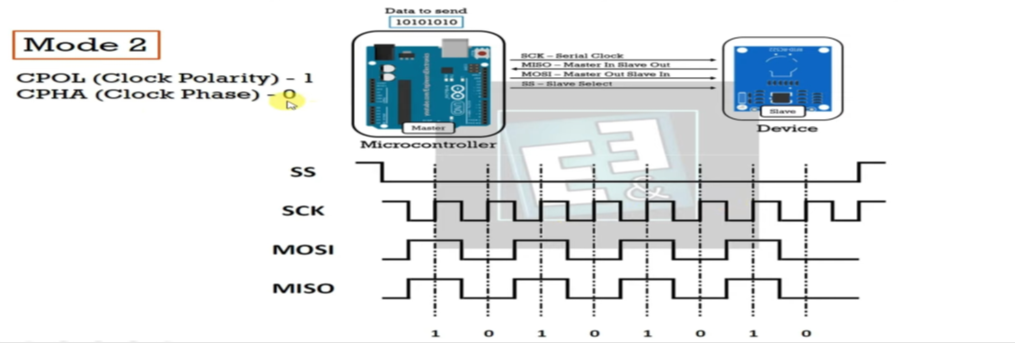 Data to send
10101010
Mode 2
CPOL (Clock Polarity) - 1
CPHA (Clock Phase) - 0
SCK – Serial Clock
MISO – Master In Slave Out
MOSI – Master Out Slave In
SS – Slave Select
Master
Microcontroller
Slave
Device
E3
&
SS
SCK
MOSI
MISO
1 0 1 0 1 0 1 0